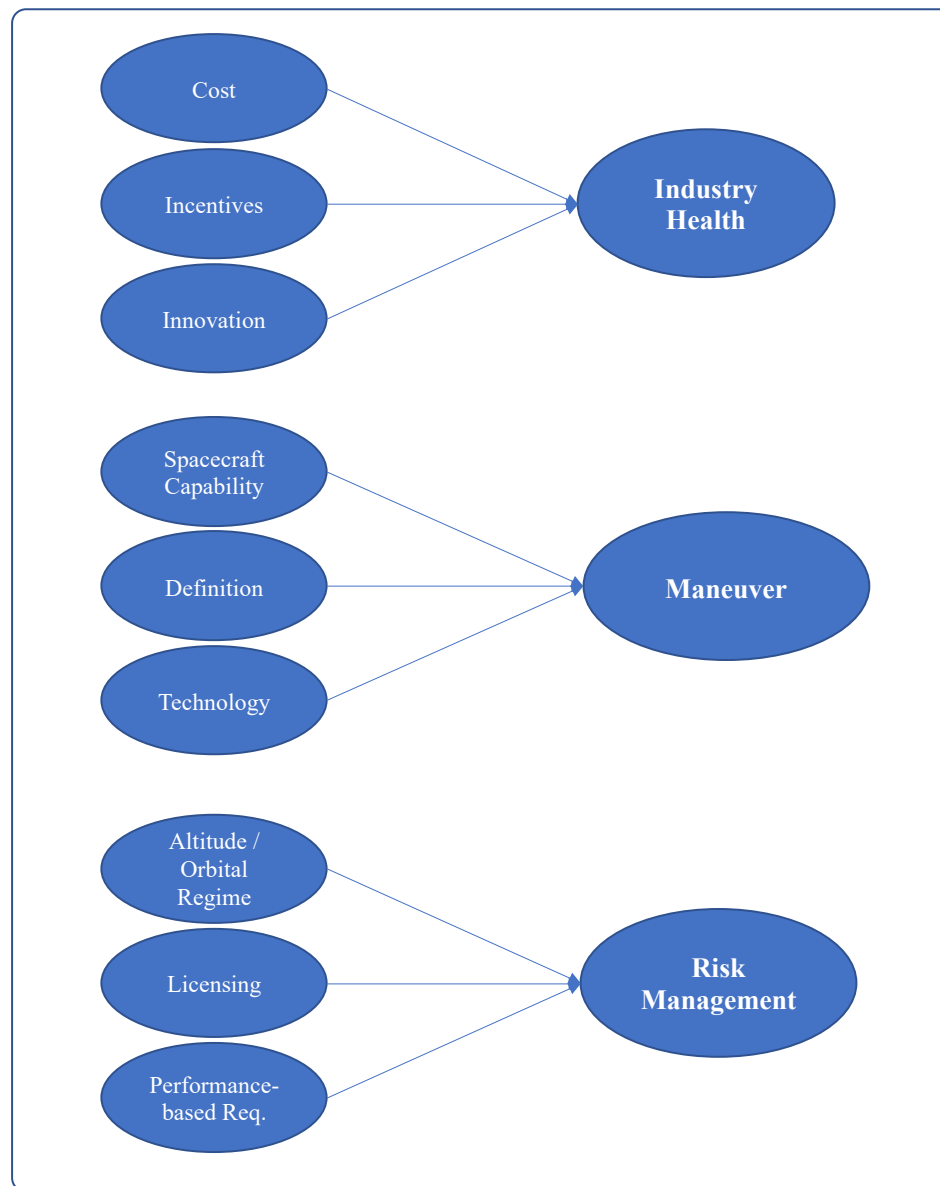 Cost
Incentives
Innovation
Industry
Health
Spacecraft
Capability
Definition
Technology
Maneuver
Altitude /
Orbital
Regime
Licensing
Performance-
based Req.
Risk
Management